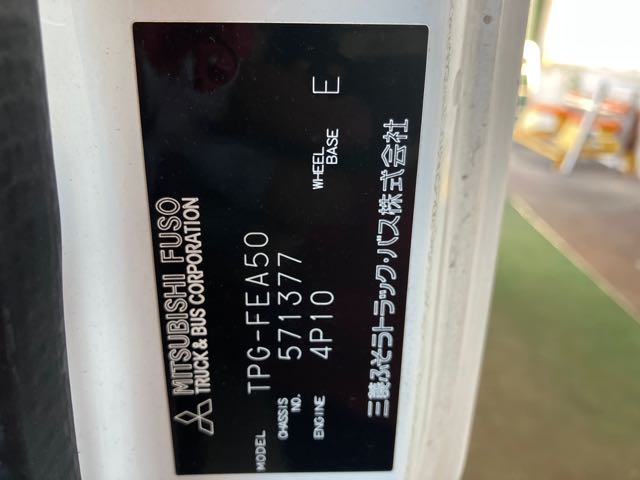 MITSUBISHI FUSO
TRUCK & BUS CORPORATION
MODEL TPG-FEA50
CHASSIS NO. 571377
ENGINE 4P10 WHEEL BASE E
三菱ふそうトラック・バス株式会社